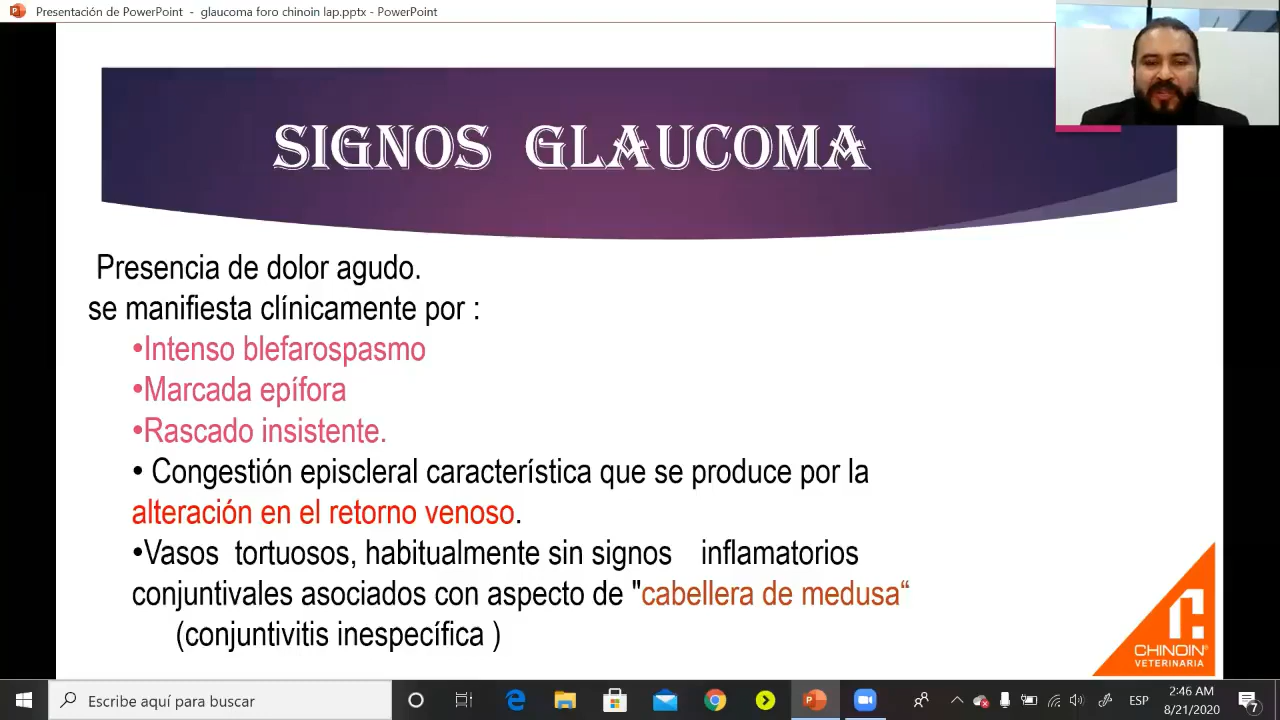 Presentación de PowerPoint - glaucoma foro chinoin lap.pptx - PowerPoint
SIGNOS GLAUCOMA
Presencia de dolor agudo.
se manifiesta clínicamente por :
•Intenso blefarospasmo
•Marcada epífora
•Rascado insistente.
• Congestión episcleral característica que se produce por la
alteración en el retorno venoso.
•Vasos tortuosos, habitualmente sin signos inflamatorios
conjuntivales asociados con aspecto de "cabellera de medusa“
(conjuntivitis inespecífica )
CHINOIN®
VETERINARIA
Escribe aquí para buscar
ESP
2:46 AM
8/21/2020
7